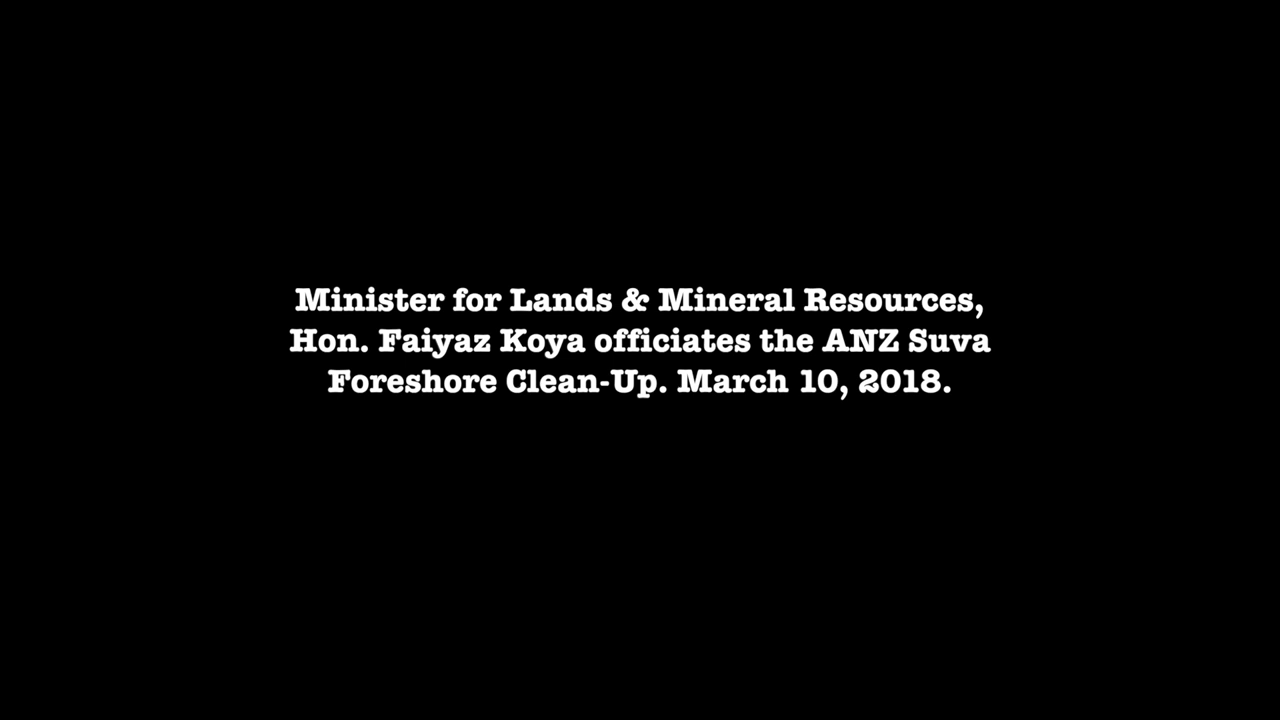 Minister for Lands & Mineral Resources,
Hon. Faiyaz Koya officiates the ANZ Suva
Foreshore Clean-Up. March 10, 2018.